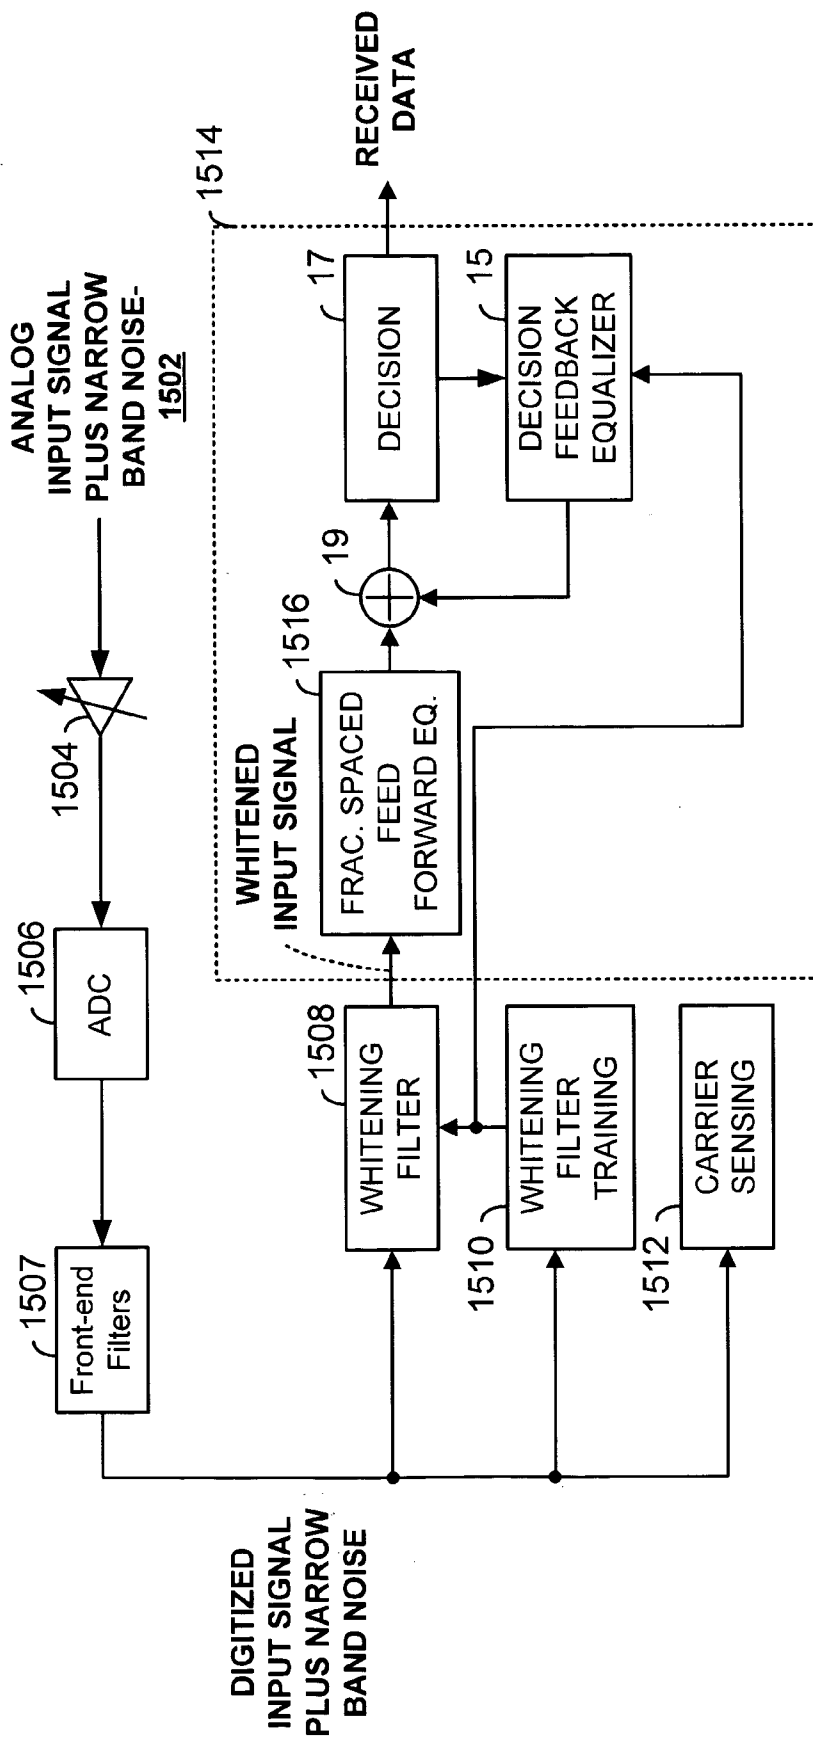 ANALOG
INPUT SIGNAL
PLUS NARROW
BAND NOISE-
1502
1504
1506
ADC
1507
Front-end
Filters
DIGITIZED
INPUT SIGNAL
PLUS NARROW
BAND NOISE
1508
WHITENING
FILTER
1510
WHITENING
FILTER
TRAINING
1512
CARRIER
SENSING
WHITENED
INPUT SIGNAL
1514
1516
FRAC. SPACED
FEED
FORWARD EQ.
19
17
DECISION
15
DECISION
FEEDBACK
EQUALIZER
RECEIVED
DATA